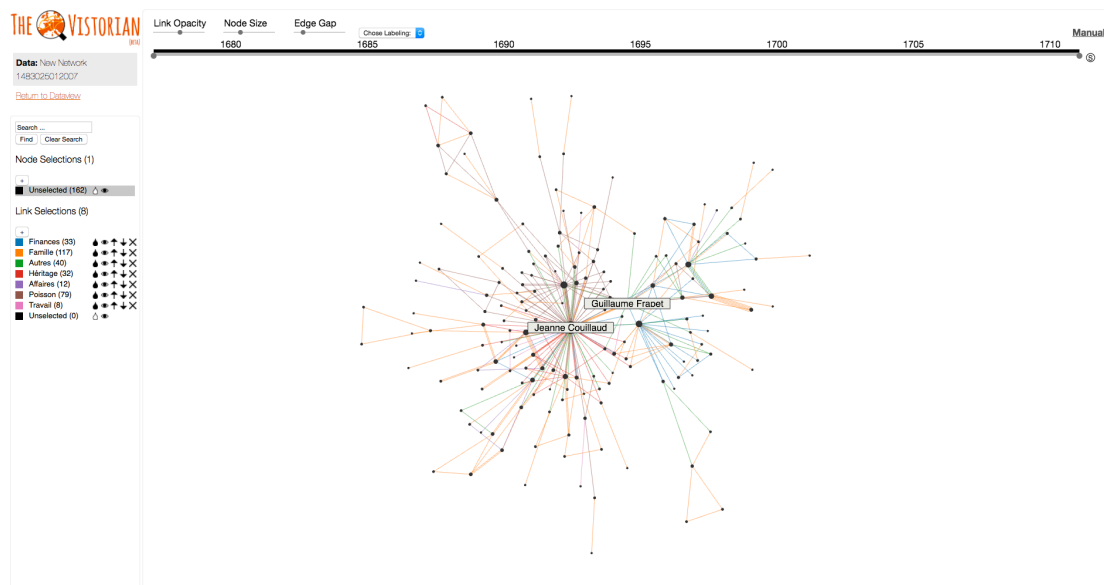 THE VISTORIAN
[BETA]
Data: New Network
1483025012007
Return to Dataview
Search ...
Find Clear Search
Node Selections (1)
+
Unselected (162)
Link Selections (8)
+
Finances (33)
Famille (117)
Autres (40)
Héritage (32)
Affaires (12)
Poisson (79)
Travail (8)
Unselected (0)
Link Opacity Node Size Edge Gap
Chose Labeling:
Manual
1680 1685 1690 1695 1700 1705 1710
S
Guillaume Frapet
Jeanne Couillaud